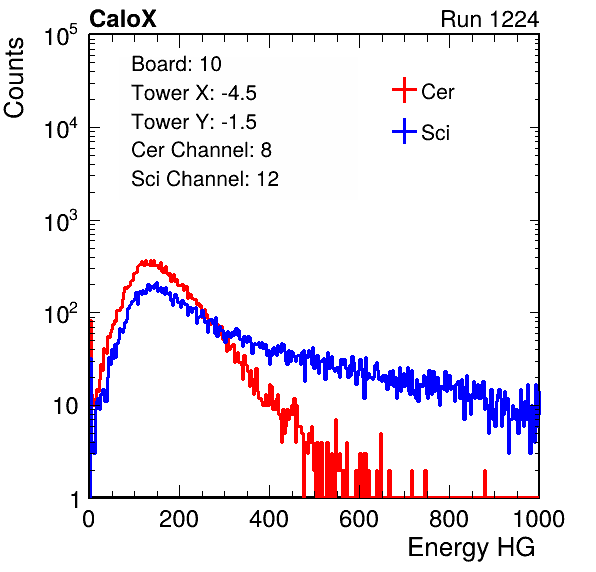 CaloX Run 1224
Counts
10^5
10^4
10^3
10^2
10
1
Board: 10
Tower X: -4.5
Tower Y: -1.5
Cer Channel: 8
Sci Channel: 12
Cer
Sci
0 200 400 600 800 1000
Energy HG